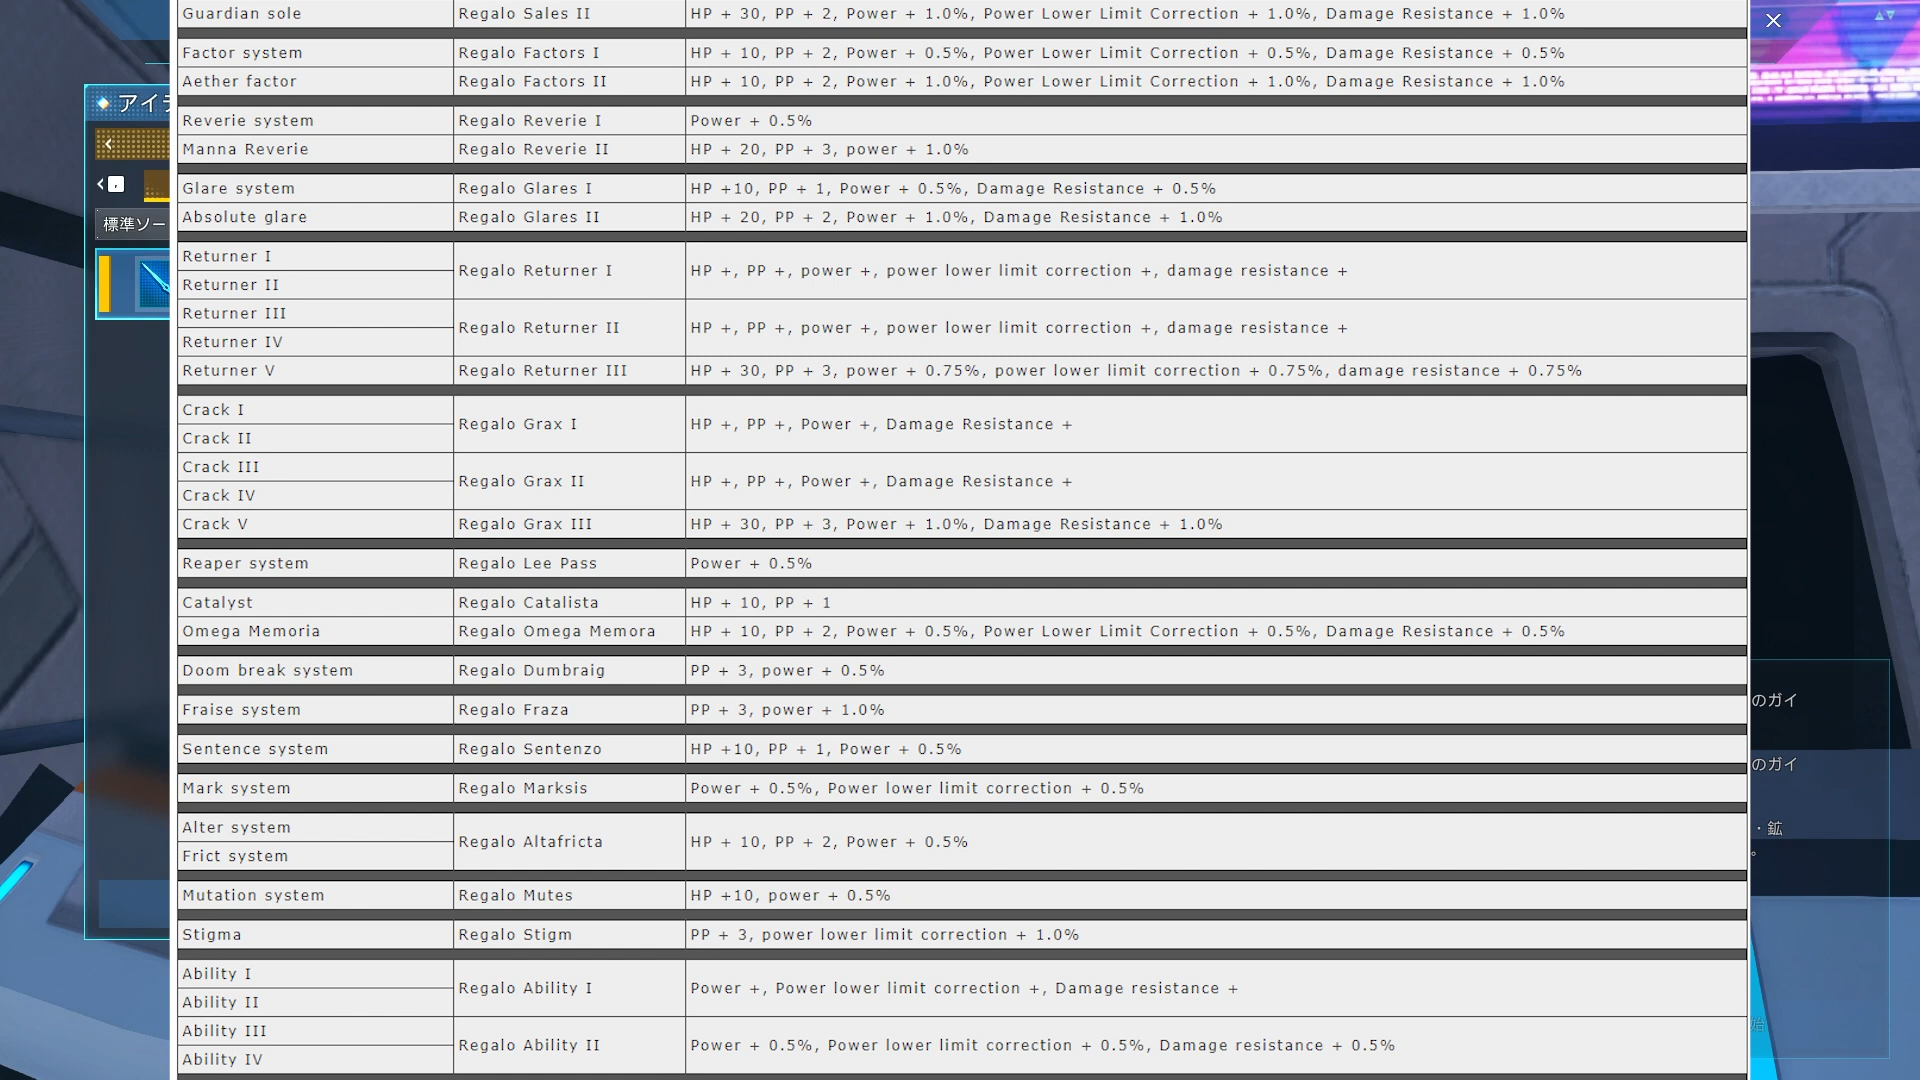 Guardian sole Regalo Sales II HP + 30, PP + 2, Power + 1.0%, Power Lower Limit Correction + 1.0%, Damage Resistance + 1.0%
Factor system Regalo Factors I HP + 10, PP + 2, Power + 0.5%, Power Lower Limit Correction + 0.5%, Damage Resistance + 0.5%
Aether factor Regalo Factors II HP + 10, PP + 2, Power + 1.0%, Power Lower Limit Correction + 1.0%, Damage Resistance + 1.0%
アイテ
Reverie system Regalo Reverie I Power + 0.5%
Manna Reverie Regalo Reverie II HP + 20, PP + 3, power + 1.0%
Glare system Regalo Glares I HP +10, PP + 1, Power + 0.5%, Damage Resistance + 0.5%
Absolute glare Regalo Glares II HP + 20, PP + 2, Power + 1.0%, Damage Resistance + 1.0%
標準ソー
Returner I
Returner II
Regalo Returner I HP +, PP +, power +, power lower limit correction +, damage resistance +
Returner III
Returner IV
Regalo Returner II HP +, PP +, power +, power lower limit correction +, damage resistance +
Returner V Regalo Returner III HP + 30, PP + 3, power + 0.75%, power lower limit correction + 0.75%, damage resistance + 0.75%
Crack I
Crack II
Regalo Grax I HP +, PP +, Power +, Damage Resistance +
Crack III
Crack IV
Regalo Grax II HP +, PP +, Power +, Damage Resistance +
Crack V Regalo Grax III HP + 30, PP + 3, Power + 1.0%, Damage Resistance + 1.0%
Reaper system Regalo Lee Pass Power + 0.5%
Catalyst Regalo Catalista HP + 10, PP + 1
Omega Memoria Regalo Omega Memora HP + 10, PP + 2, Power + 0.5%, Power Lower Limit Correction + 0.5%, Damage Resistance + 0.5%
Doom break system Regalo Dumbraig PP + 3, power + 0.5%
Fraise system Regalo Fraza PP + 3, power + 1.0%
のガイ
Sentence system Regalo Sentenzo HP +10, PP + 1, Power + 0.5%
のガイ
Mark system Regalo Marksis Power + 0.5%, Power lower limit correction + 0.5%
Alter system
Frict system
Regalo Altafricta HP + 10, PP + 2, Power + 0.5%
・鉱
。
Mutation system Regalo Mutes HP +10, power + 0.5%
Stigma Regalo Stigm PP + 3, power lower limit correction + 1.0%
Ability I
Ability II
Regalo Ability I Power +, Power lower limit correction +, Damage resistance +
Ability III
Ability IV
Regalo Ability II Power + 0.5%, Power lower limit correction + 0.5%, Damage resistance + 0.5%
始